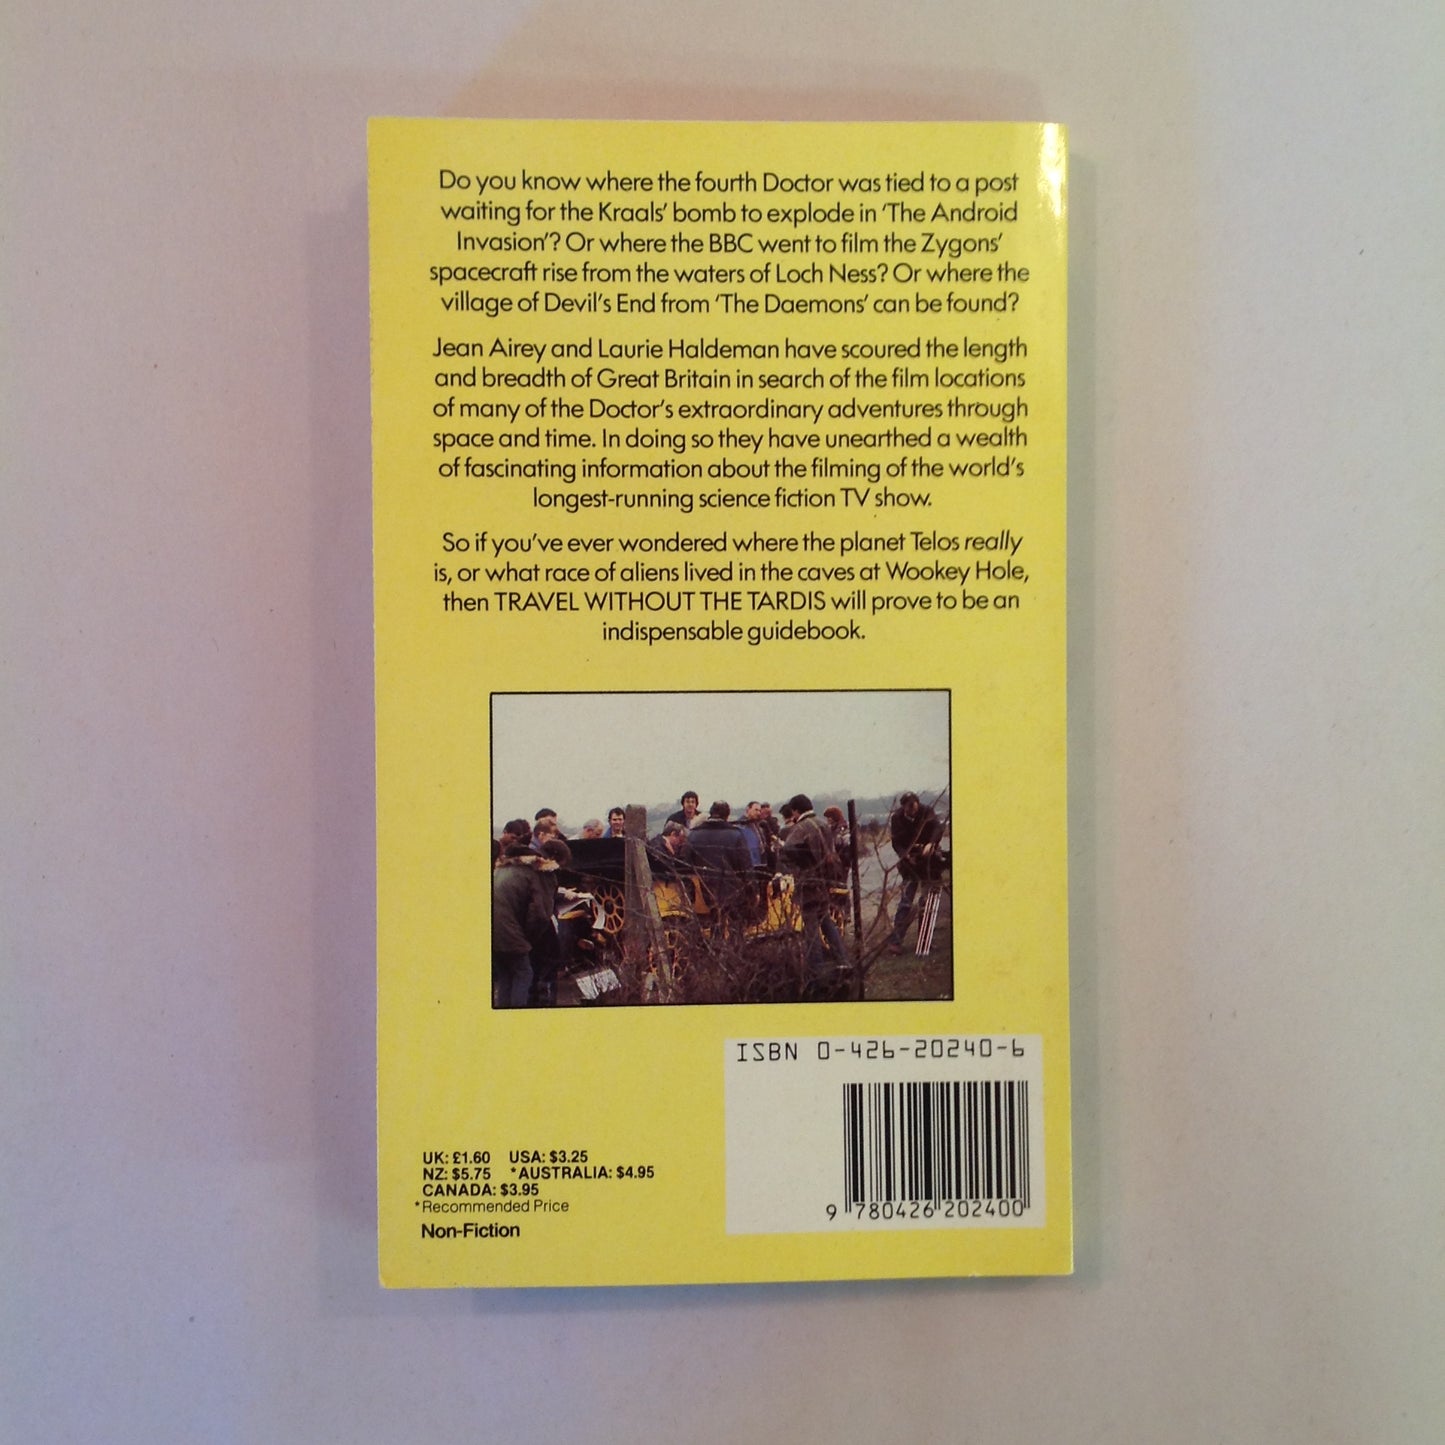 Do you know where the fourth Doctor was tied to a post
waiting for the Kraals' bomb to explode in 'The Android
Invasion'? Or where the BBC went to film the Zygons'
spacecraft rise from the waters of Loch Ness? Or where the
village of Devil's End from 'The Daemons' can be found?
Jean Airey and Laurie Haldeman have scoured the length
and breadth of Great Britain in search of the film locations
of many of the Doctor's extraordinary adventures through
space and time. In doing so they have unearthed a wealth
of fascinating information about the filming of the world's
longest-running science fiction TV show.
So if you've ever wondered where the planet Telos really
is, or what race of aliens lived in the caves at Wookey Hole,
then TRAVEL WITHOUT THE TARDIS will prove to be an
indispensable guidebook.
ISBN 0-426-20240-6
UK: £1.60 USA: $3.25
NZ: $5.75 *AUSTRALIA: $4.95
CANADA: $3.95
*Recommended Price
Non-Fiction
9 780426 202400